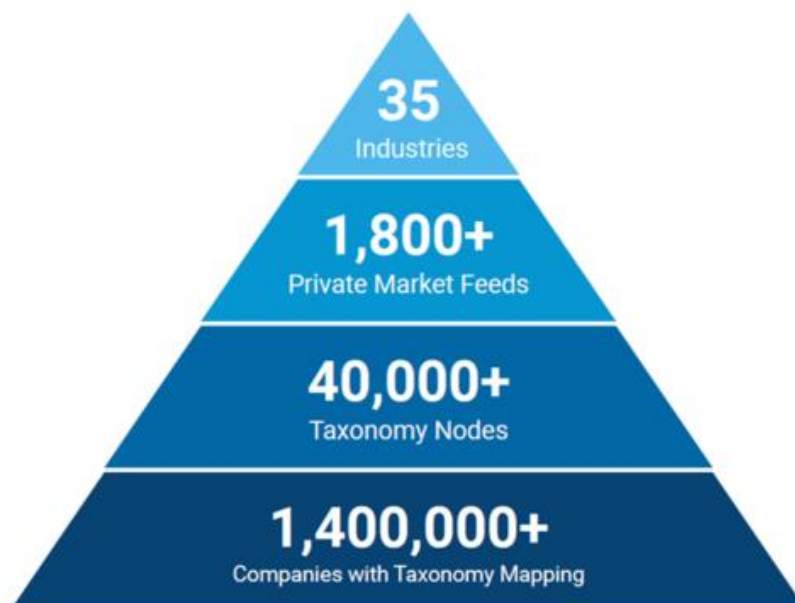 35
Industries
1,800+
Private Market Feeds
40,000+
Taxonomy Nodes
1,400,000+
Companies with Taxonomy Mapping